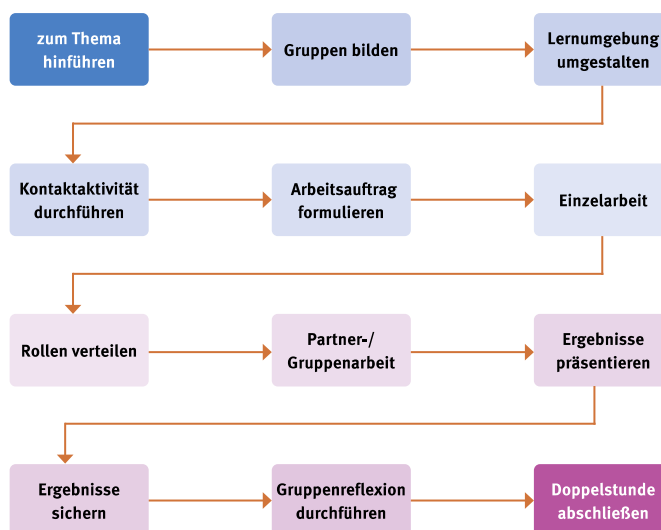 zum Thema
hinführen
Gruppen bilden
Lernumgebung
umgestalten
Kontaktaktivität
durchführen
Arbeitsauftrag
formulieren
Einzelarbeit
Rollen verteilen
Partner-/
Gruppenarbeit
Ergebnisse
präsentieren
Ergebnisse
sichern
Gruppenreflexion
durchführen
Doppelstunde
abschließen